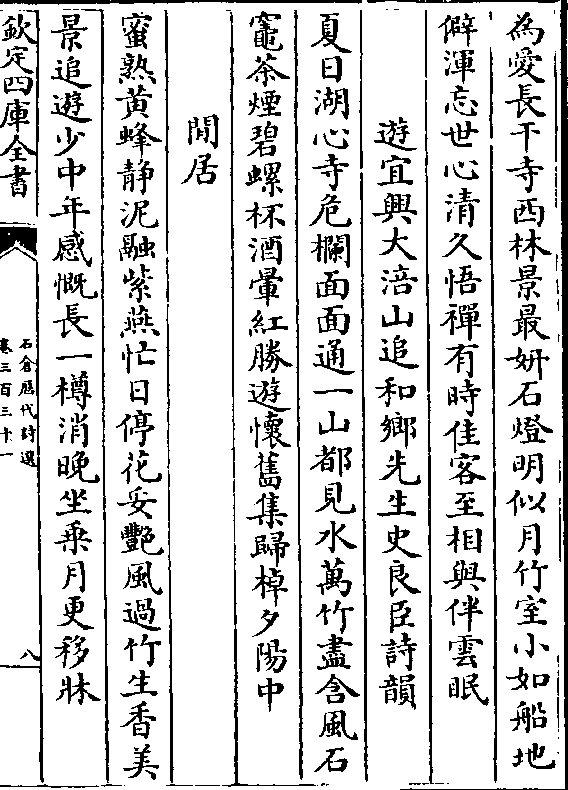 為愛長干寺西林景最妍石燈明似月竹室小如船地
僻渾忘世心清久悟禪有時佳客至相與伴雲眠
遊宜興大涪山追和鄉先生史良臣詩韻
夏日湖心寺危欄面面通一山都見水萬竹盡含風石
竈茶煙碧螺杯酒暈紅勝遊懷舊集歸棹夕陽中
閒居
蜜熟黃蜂静泥融紫燕忙日停花妥艷風過竹生香美
景追遊少中年感慨長一樽消晚坐乗月更移牀
欽定四庫全書
石倉歷代詩選
卷三百三十一
八